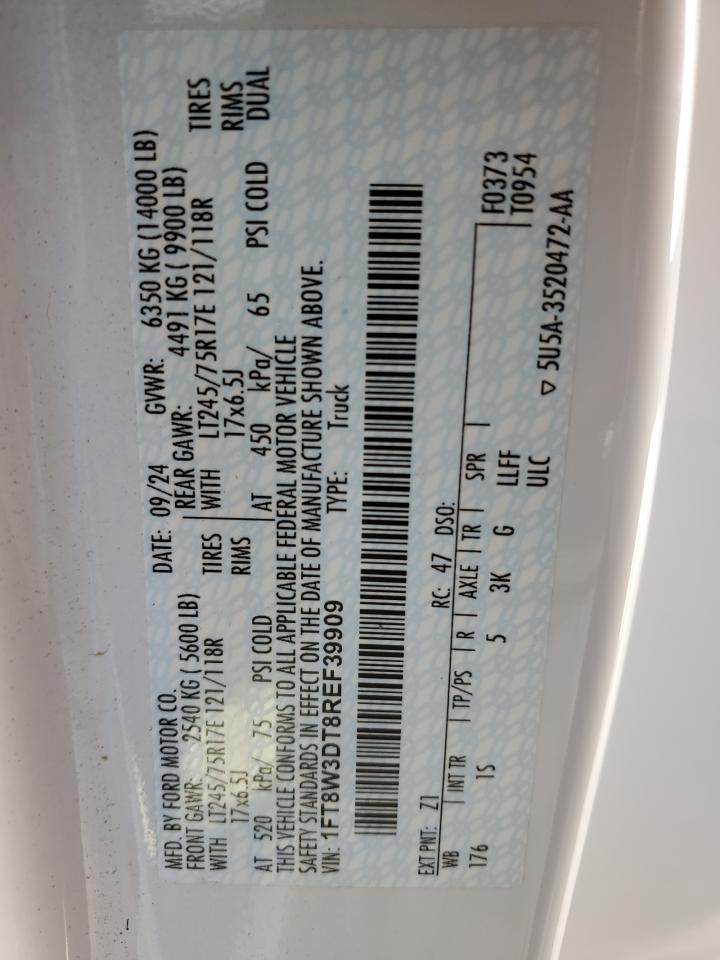 MFD. BY FORD MOTOR CO.
DATE: 09/24 GVWR: 6350 KG (14000 LB)
FRONT GAWR: 2540 KG ( 5600 LB) REAR GAWR: 4491 KG ( 9900 LB)
WITH LT245/75R17E 121/118R TIRES WITH LT245/75R17E 121/118R TIRES
17x6.5J RIMS 17x6.5J RIMS
AT 520 kPa/ 75 PSI COLD AT 450 kPa/ 65 PSI COLD DUAL
THIS VEHICLE CONFORMS TO ALL APPLICABLE FEDERAL MOTOR VEHICLE
SAFETY STANDARDS IN EFFECT ON THE DATE OF MANUFACTURE SHOWN ABOVE.
VIN: 1FT8W3DT8REF39909 TYPE: Truck
EXT PNT: Z1 RC: 47 DSO:
WB INT TR TP/PS R AXLE TR SPR F0373
176 1S 5 3K G LLFF T0954
ULC
▽ 5U5A-3520472-AA